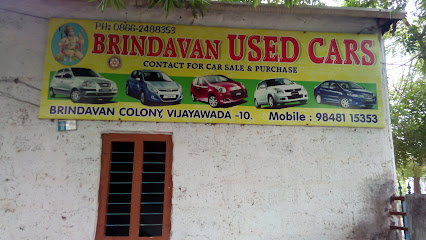 PH: 0866-2488353
BRINDAVAN USED CARS
CONTACT FOR CAR SALE & PURCHASE
BRINDAVAN COLONY, VIJAYAWADA -10. Mobile : 98481 15353